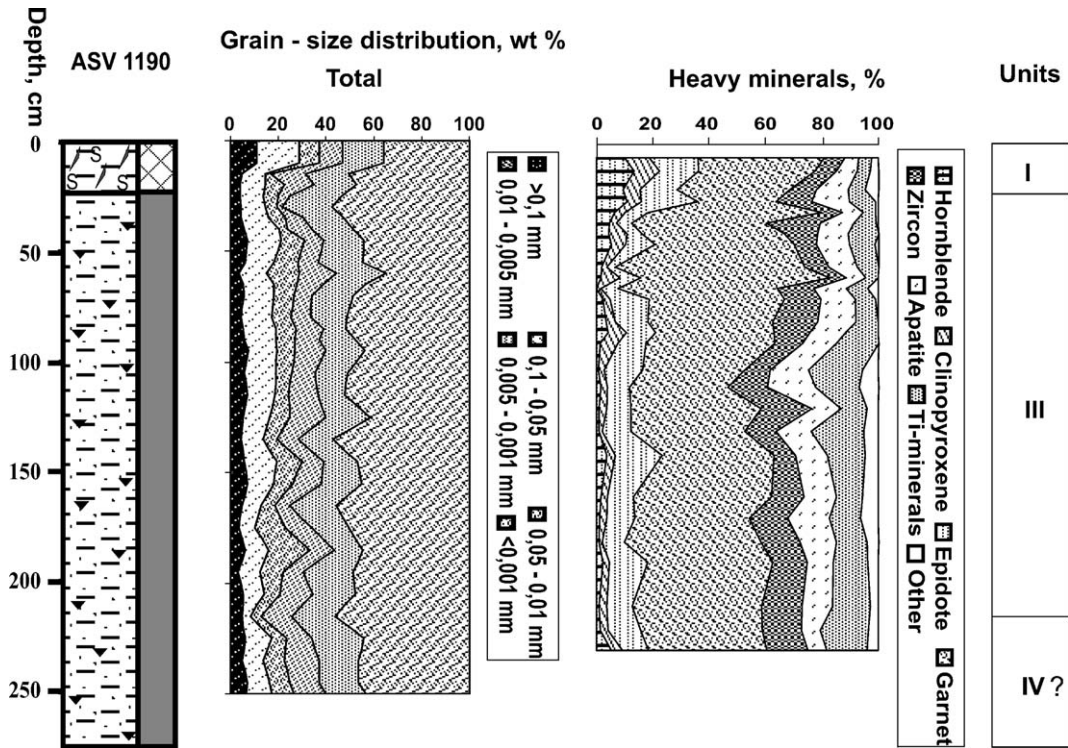 Depth, cm
ASV 1190
Grain - size distribution, wt %
Total
Heavy minerals, %
Units
0 20 40 60 80 100
0 20 40 60 80 100
0
50
100
150
200
250
S
S
S
S
>0,1 mm
0,1 - 0,05 mm
0,05 - 0,01 mm
0,01 - 0,005 mm
0,005 - 0,001 mm
<0,001 mm
Hornblende
Clinopyroxene
Epidote
Garnet
Zircon
Apatite
Ti-minerals
Other
I
III
IV ?